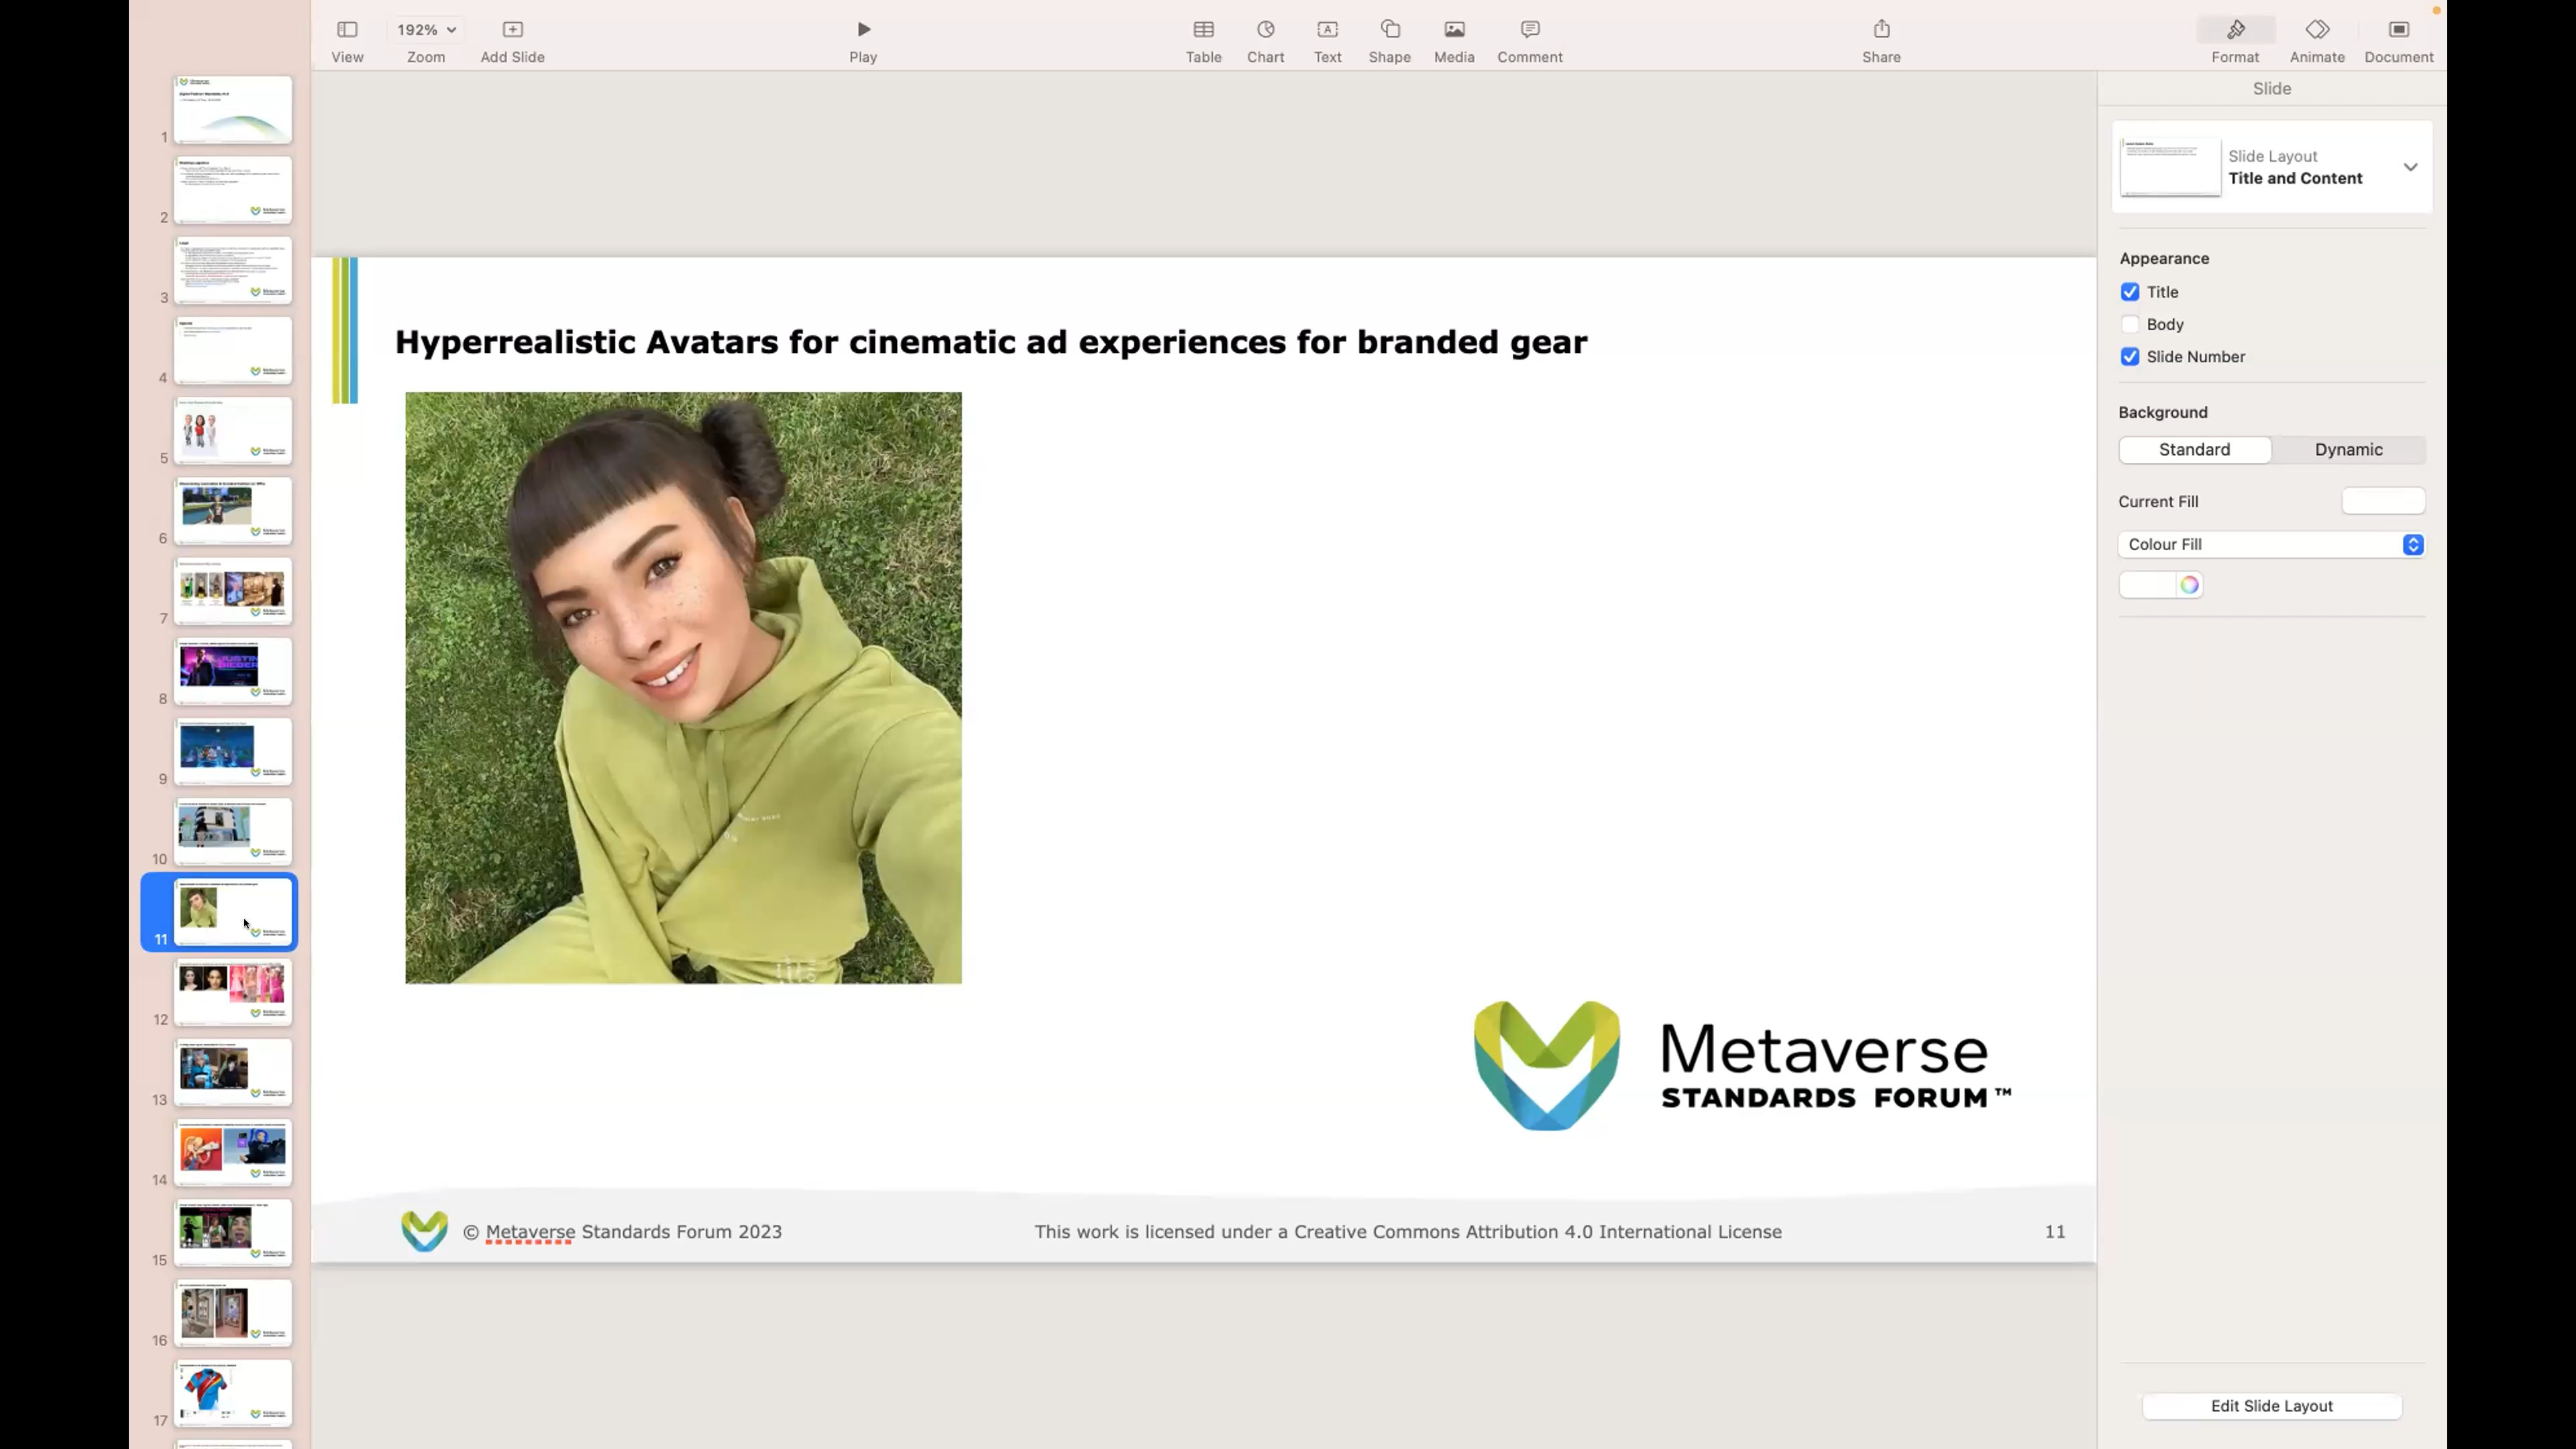 192%
View
Zoom
Add Slide
Play
Table
Chart
Text
Shape
Media
Comment
Share
Format
Animate
Document
1
2
3
4
5
6
7
8
9
10
11
12
13
14
15
16
17
Hyperrealistic Avatars for cinematic ad experiences for branded gear
Metaverse
STANDARDS FORUM™
© Metaverse Standards Forum 2023
This work is licensed under a Creative Commons Attribution 4.0 International License
11
Slide
Slide Layout
Title and Content
Appearance
Title
Body
Slide Number
Background
Standard
Dynamic
Current Fill
Colour Fill
Edit Slide Layout